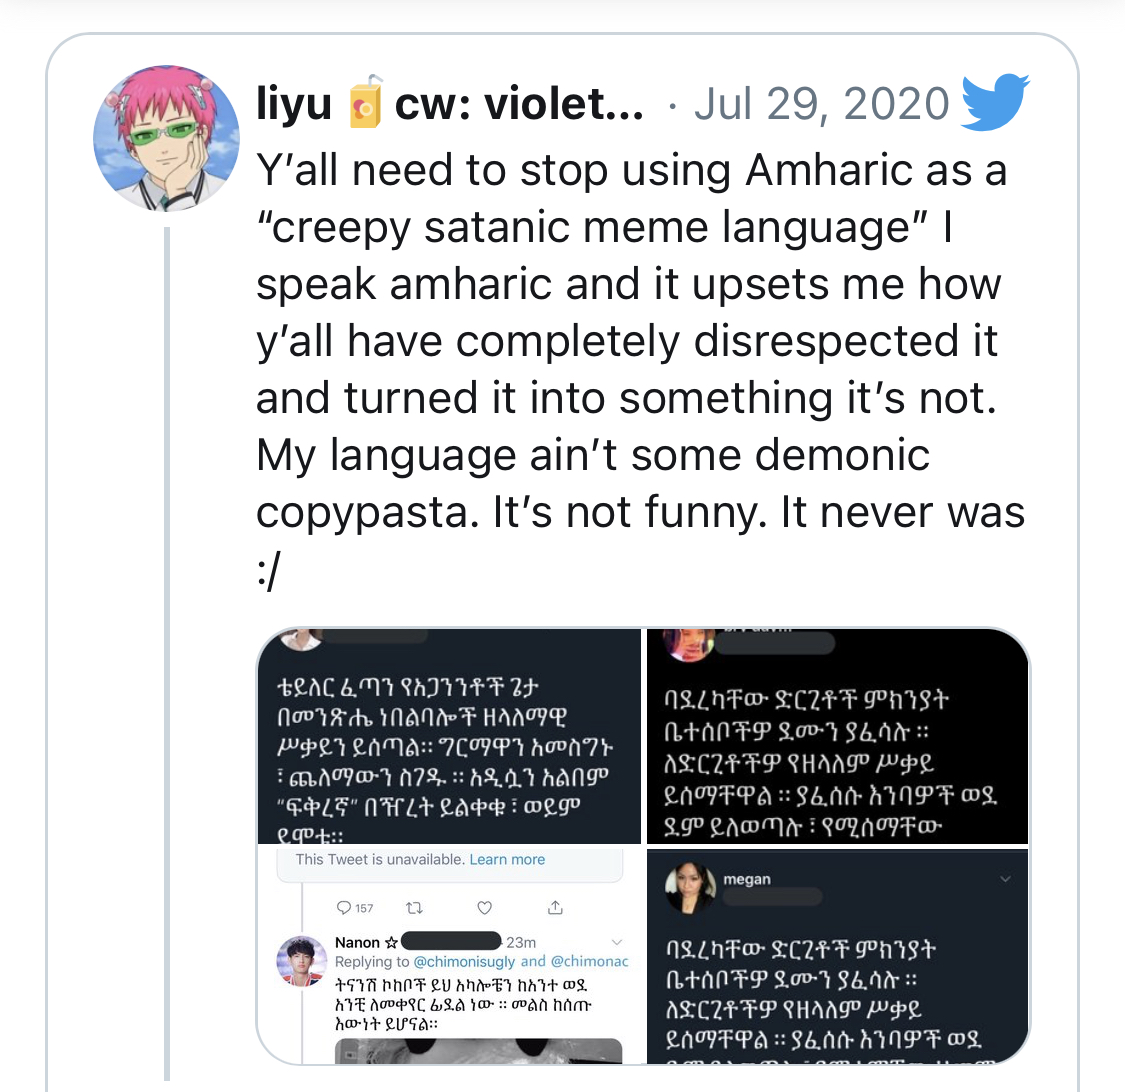 liyu 🧃 cw: violet... · Jul 29, 2020
Y’all need to stop using Amharic as a
“creepy satanic meme language” I
speak amharic and it upsets me how
y’all have completely disrespected it
and turned it into something it’s not.
My language ain’t some demonic
copypasta. It’s not funny. It never was
:/
ቴይለር ፈጣን የአጋንንቶች ጌታ
በመንጽሔ ነበልባሎች ዘላለማዊ
ሥቃይን ይሰጣል። ግርማዋን አመስግኑ
፣ ጨለማውን ስገዱ ። አዲሷን አልበም
“ፍቅረኛ” በዥረት ይልቀቁ ፣ ወይም
ይሞቱ።
ባደረካቸው ድርጊቶች ምክንያት
ቤተሰቦችዎ ደሙን ያፈሳሉ ።
ለድርጊቶችዎ የዘላለም ሥቃይ
ይሰማቸዋል ። ያፈሰሱ እንባዎች ወደ
ደም ይለወጣሉ ፣ የሚሰማቸው
This Tweet is unavailable. Learn more
157
Nanon ☆ 23m
Replying to @chimonisugly and @chimonac
ትናንሽ ኮከቦች ይህ አካሎቼን ከአንተ ወደ
አንቺ ለመቀየር ፊደል ነው ። መልስ ከሰጡ
እውነት ይሆናል።
megan
ባደረካቸው ድርጊቶች ምክንያት
ቤተሰቦችዎ ደሙን ያፈሳሉ ።
ለድርጊቶችዎ የዘላለም ሥቃይ
ይሰማቸዋል ። ያፈሰሱ እንባዎች ወደ